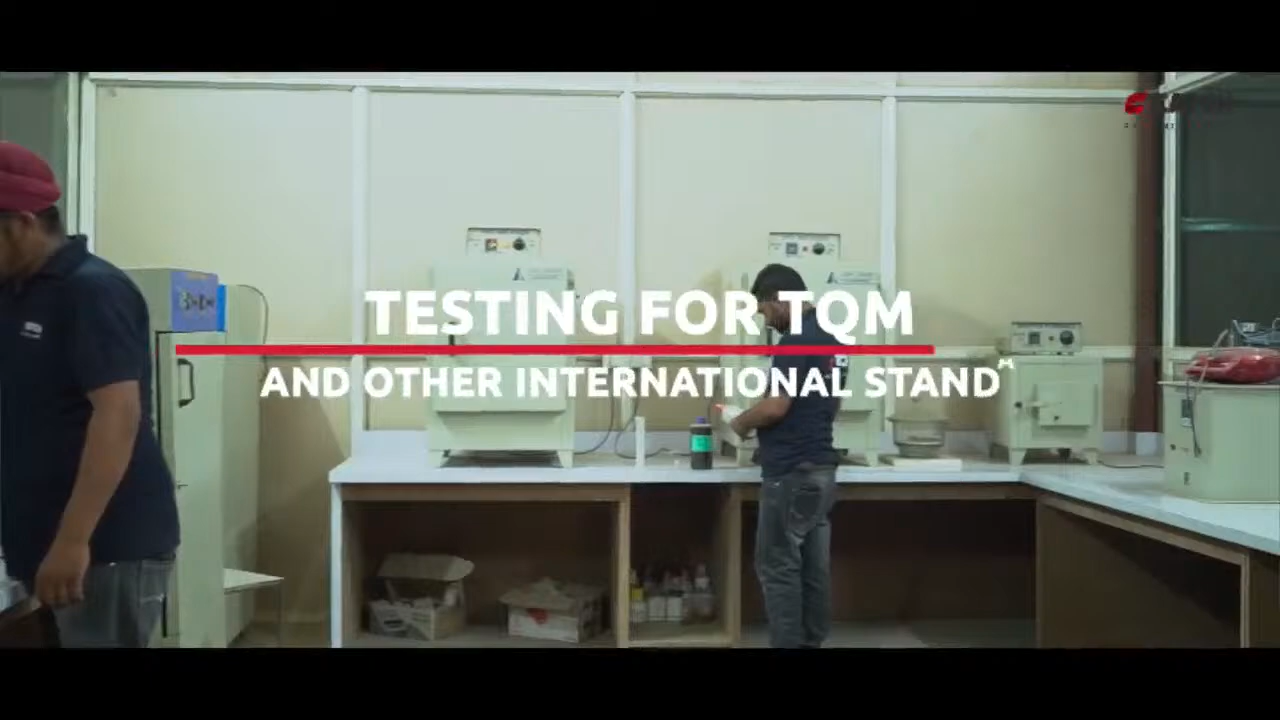 TESTING FOR TQM
AND OTHER INTERNATIONAL STAND